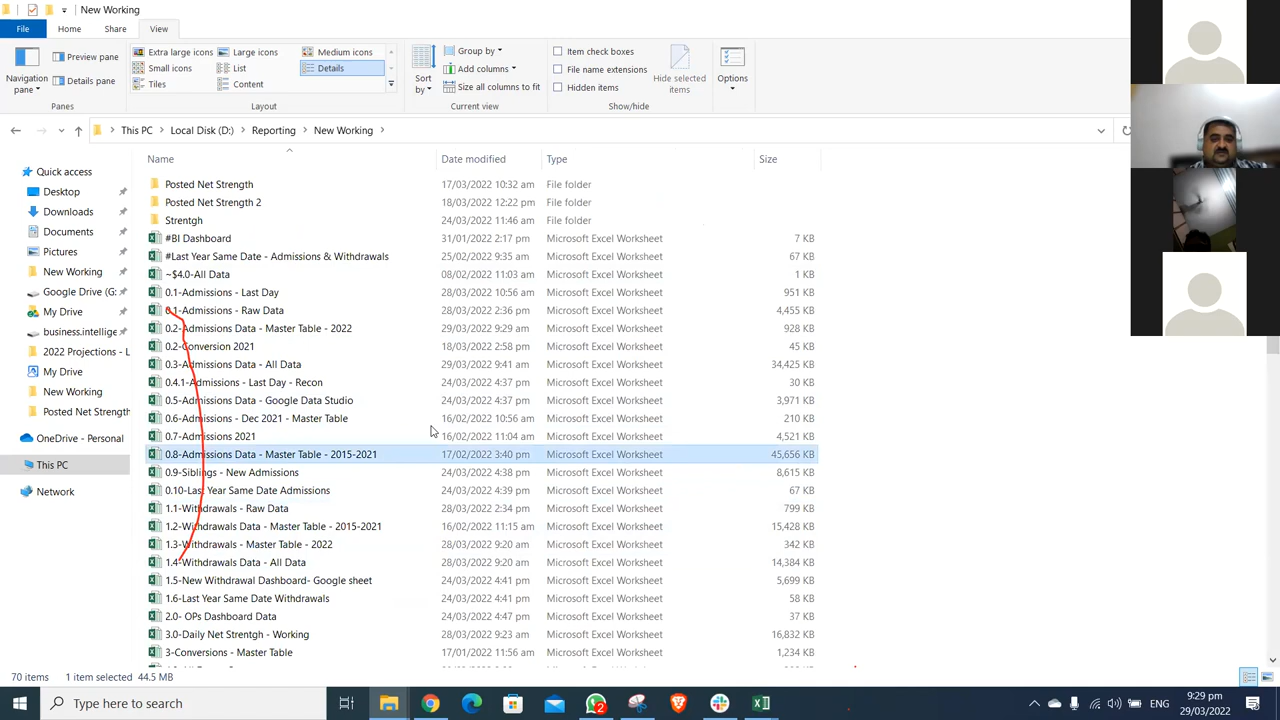 New Working
File Home Share View
Navigation pane
Preview pane
Details pane
Panes
Extra large icons Large icons Medium icons
Small icons List Details
Tiles Content
Layout
Sort by
Group by
Add columns
Size all columns to fit
Current view
Item check boxes
File name extensions
Hidden items
Hide selected items
Show/hide
Options
This PC Local Disk (D:) Reporting New Working
Name Date modified Type Size
Quick access
Desktop
Downloads
Documents
Pictures
New Working
Google Drive (G:
My Drive
business.intellige
2022 Projections - L
My Drive
New Working
Posted Net Strength
OneDrive - Personal
This PC
Network
Posted Net Strength 17/03/2022 10:32 am File folder
Posted Net Strength 2 18/03/2022 12:22 pm File folder
Strentgh 24/03/2022 11:46 am File folder
#BI Dashboard 31/01/2022 2:17 pm Microsoft Excel Worksheet 7 KB
#Last Year Same Date - Admissions & Withdrawals 25/02/2022 9:35 am Microsoft Excel Worksheet 67 KB
~$4.0-All Data 08/02/2022 11:03 am Microsoft Excel Worksheet 1 KB
0.1-Admissions - Last Day 28/03/2022 10:56 am Microsoft Excel Worksheet 951 KB
0.1-Admissions - Raw Data 28/03/2022 2:36 pm Microsoft Excel Worksheet 4,455 KB
0.2-Admissions Data - Master Table - 2022 29/03/2022 9:29 am Microsoft Excel Worksheet 928 KB
0.2-Conversion 2021 18/03/2022 2:58 pm Microsoft Excel Worksheet 45 KB
0.3-Admissions Data - All Data 29/03/2022 9:41 am Microsoft Excel Worksheet 34,425 KB
0.4.1-Admissions - Last Day - Recon 24/03/2022 4:37 pm Microsoft Excel Worksheet 30 KB
0.5-Admissions Data - Google Data Studio 24/03/2022 4:37 pm Microsoft Excel Worksheet 3,971 KB
0.6-Admissions - Dec 2021 - Master Table 16/02/2022 10:56 am Microsoft Excel Worksheet 210 KB
0.7-Admissions 2021 16/02/2022 11:04 am Microsoft Excel Worksheet 4,521 KB
0.8-Admissions Data - Master Table - 2015-2021 17/02/2022 3:40 pm Microsoft Excel Worksheet 45,656 KB
0.9-Siblings - New Admissions 24/03/2022 4:38 pm Microsoft Excel Worksheet 8,615 KB
0.10-Last Year Same Date Admissions 24/03/2022 4:39 pm Microsoft Excel Worksheet 67 KB
1.1-Withdrawals - Raw Data 28/03/2022 2:34 pm Microsoft Excel Worksheet 799 KB
1.2-Withdrawals Data - Master Table - 2015-2021 16/02/2022 11:15 am Microsoft Excel Worksheet 15,428 KB
1.3-Withdrawals - Master Table - 2022 28/03/2022 9:20 am Microsoft Excel Worksheet 342 KB
1.4-Withdrawals Data - All Data 28/03/2022 9:20 am Microsoft Excel Worksheet 14,384 KB
1.5-New Withdrawal Dashboard- Google sheet 24/03/2022 4:41 pm Microsoft Excel Worksheet 5,699 KB
1.6-Last Year Same Date Withdrawals 24/03/2022 4:41 pm Microsoft Excel Worksheet 58 KB
2.0- OPs Dashboard Data 24/03/2022 4:47 pm Microsoft Excel Worksheet 37 KB
3.0-Daily Net Strentgh - Working 28/03/2022 9:23 am Microsoft Excel Worksheet 16,832 KB
3-Conversions - Master Table 17/01/2022 11:56 pm Microsoft Excel Worksheet 1,234 KB
70 items 1 item selected 44.5 MB
Type here to search
2
ENG
9:29 pm
29/03/2022